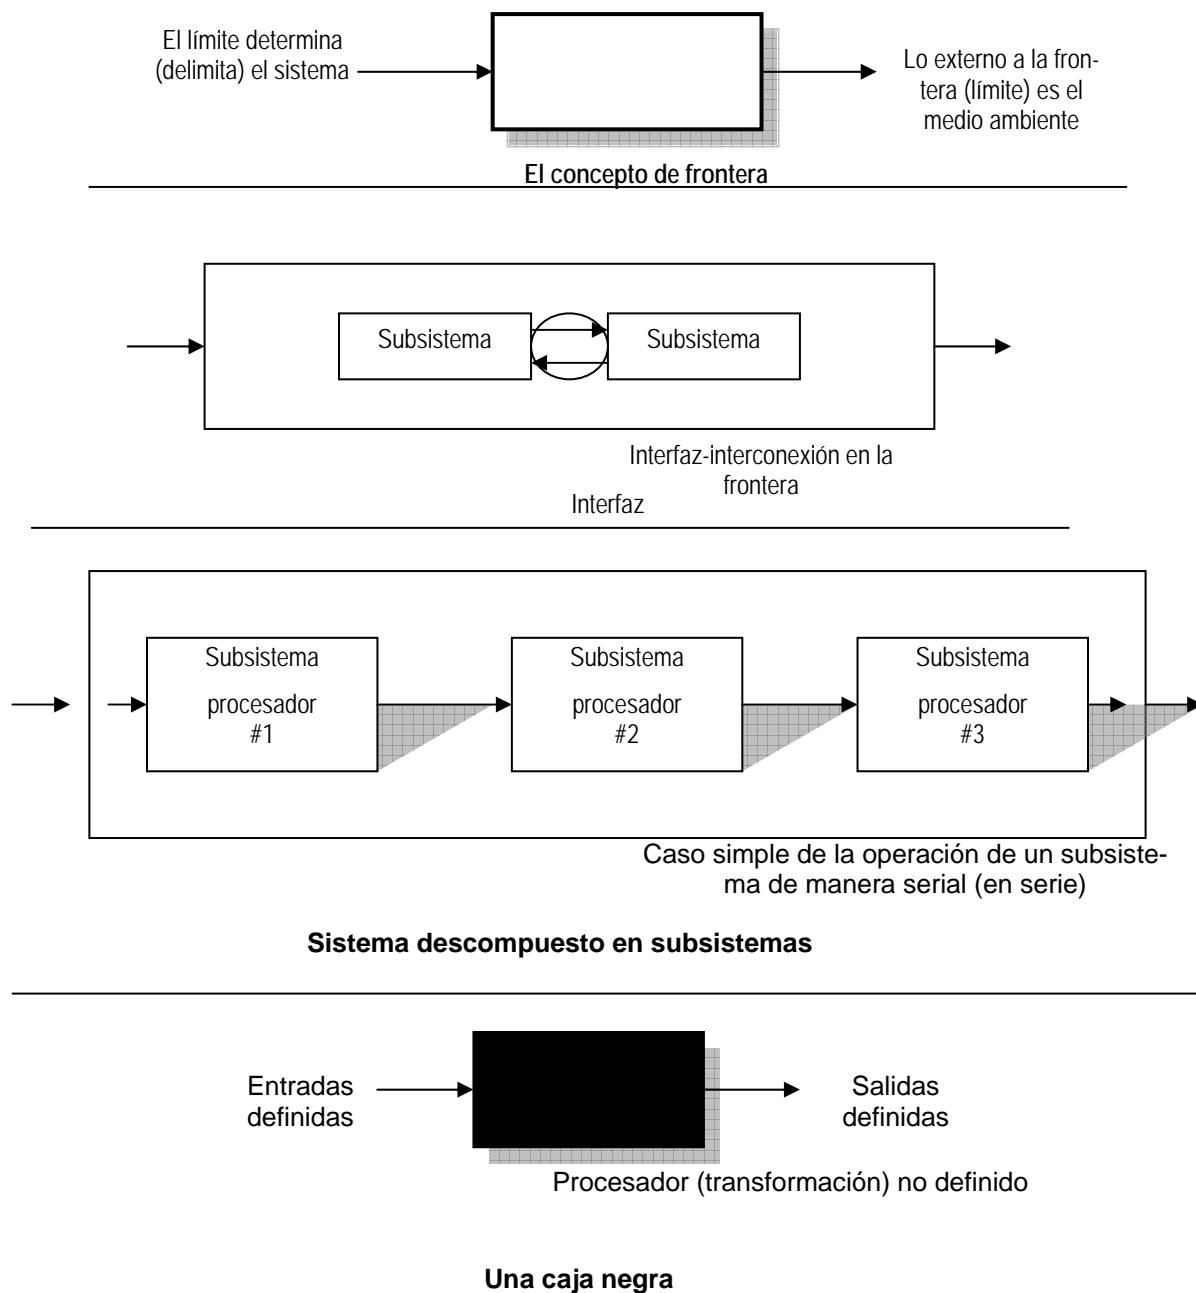 El límite determina
(delimita) el sistema
Lo externo a la fron-
tera (límite) es el
medio ambiente
El concepto de frontera
Subsistema
Subsistema
Interfaz-interconexión en la
frontera
Interfaz
Subsistema
procesador
#1
Subsistema
procesador
#2
Subsistema
procesador
#3
Caso simple de la operación de un subsiste-
ma de manera serial (en serie)
Sistema descompuesto en subsistemas
Entradas
definidas
Salidas
definidas
Procesador (transformación) no definido
Una caja negra